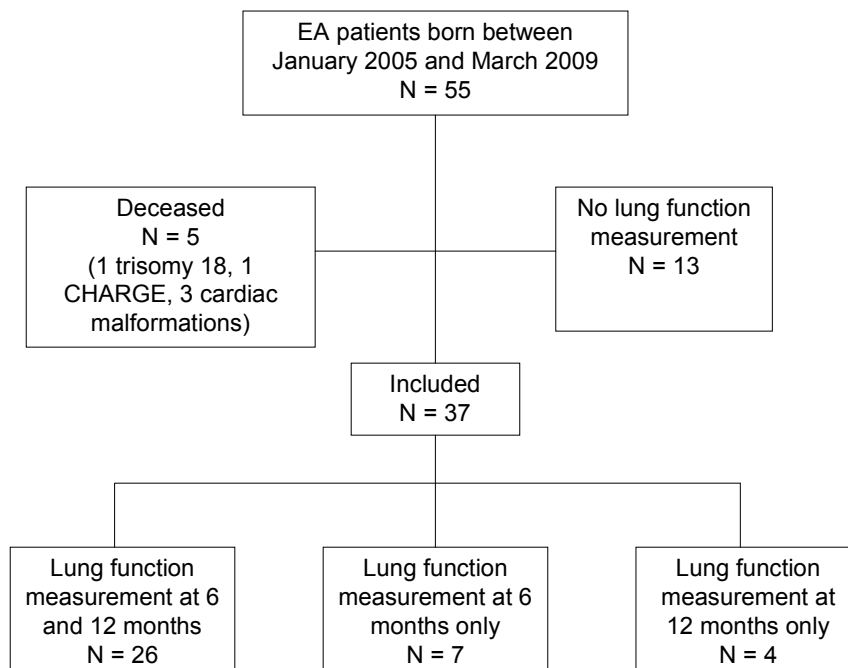 EA patients born between
January 2005 and March 2009
N = 55
Deceased
N = 5
(1 trisomy 18, 1
CHARGE, 3 cardiac
malformations)
No lung function
measurement
N = 13
Included
N = 37
Lung function
measurement at 6
and 12 months
N = 26
Lung function
measurement at 6
months only
N = 7
Lung function
measurement at
12 months only
N = 4